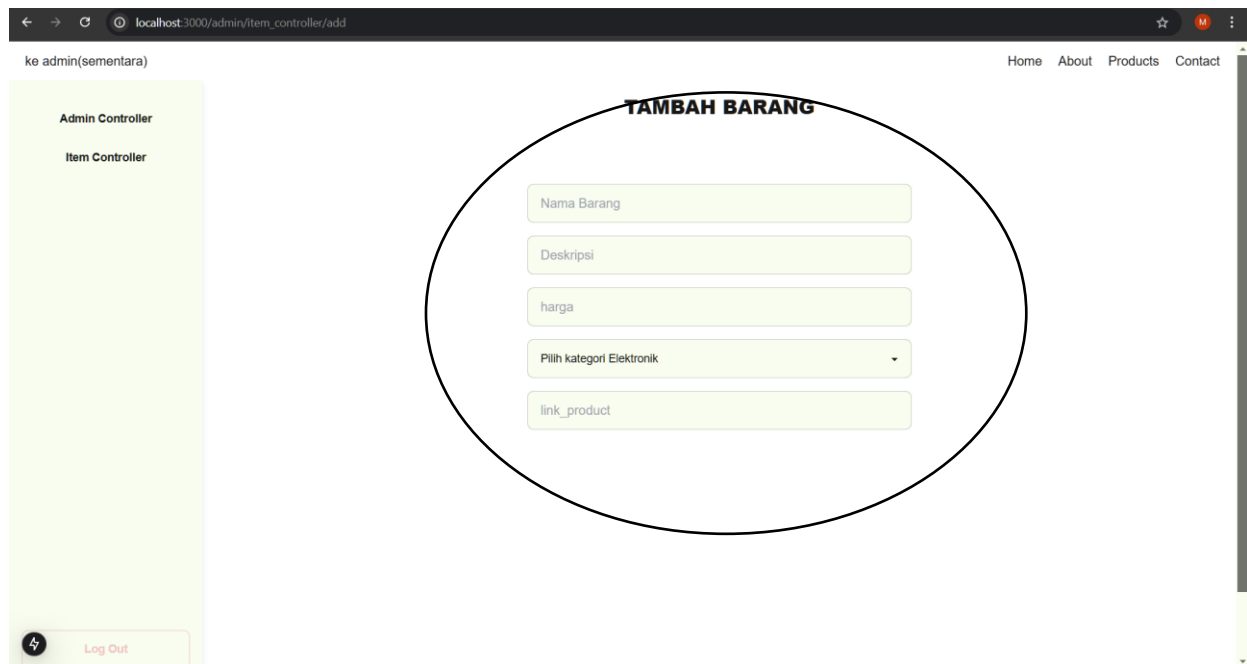 localhost:3000/admin/item_controller/add
M
ke admin(sementara)
Home About Products Contact
Admin Controller
Item Controller
TAMBAH BARANG
Nama Barang
Deskripsi
harga
Pilih kategori Elektronik
link_product
Log Out